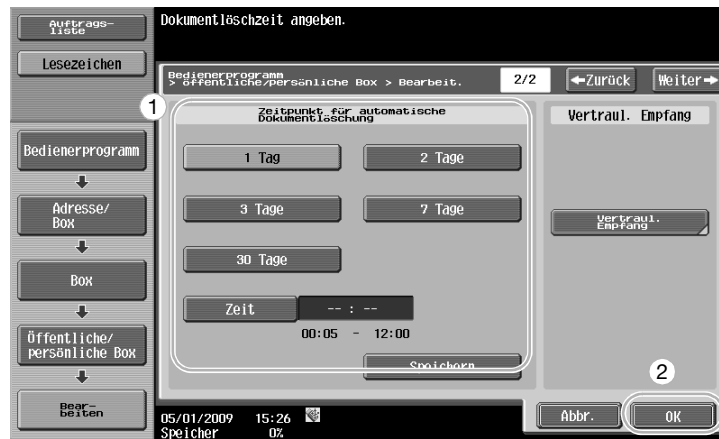 Auftrags-
liste
Dokumentlöschzeit angeben.
Lesezeichen
Bedienerprogramm
> öffentliche/persönliche Box > Bearbeit.
2/2
←Zurück
Weiter→
1
Zeitpunkt für automatische
Dokumentlöschung
Vertraul. Empfang
Bedienerprogramm
1 Tag
2 Tage
Adresse/
Box
3 Tage
7 Tage
Vertraul.
Empfang
30 Tage
Box
Zeit
-- : --
00:05 - 12:00
Öffentliche/
persönliche Box
Speichern
2
Bear-
beiten
05/01/2009 15:26
Speicher 0%
Abbr.
OK